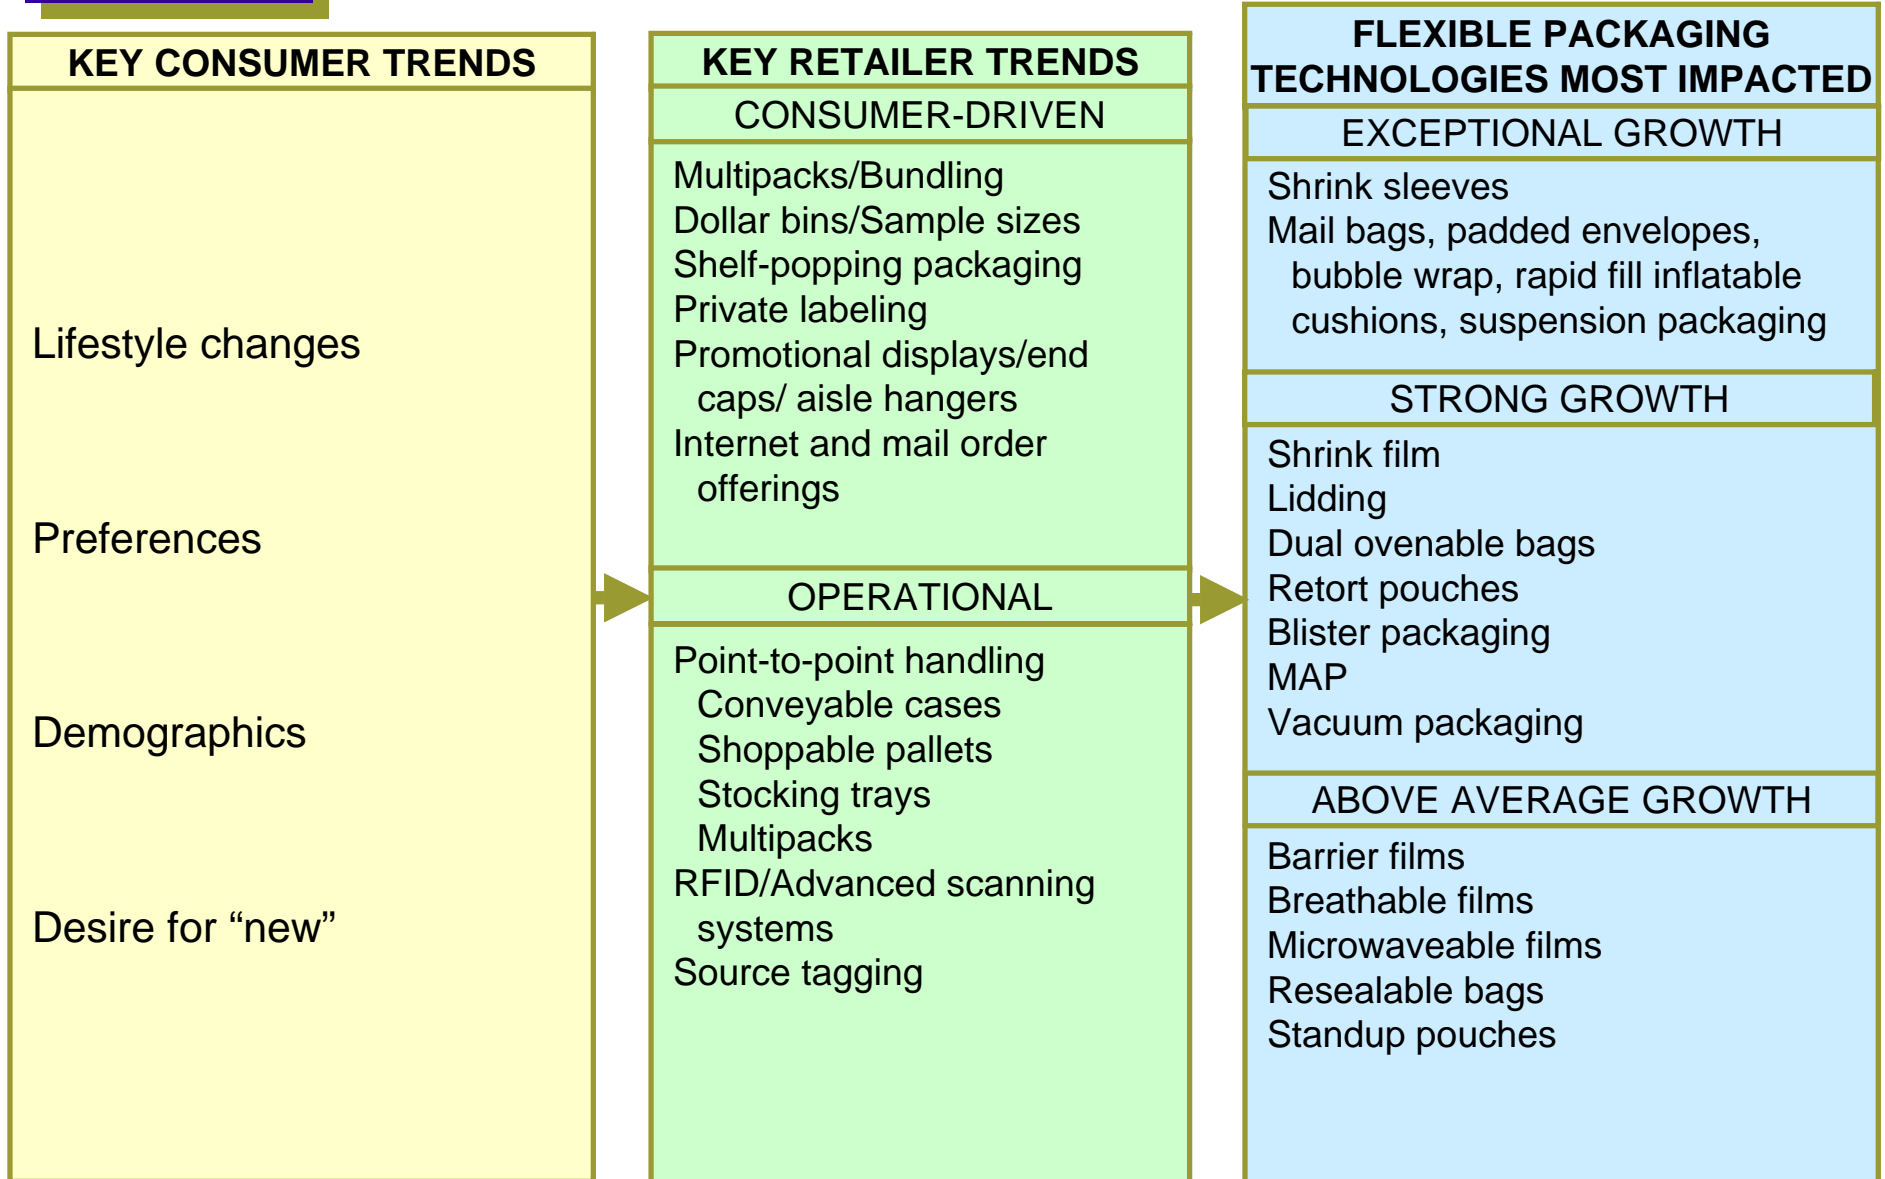 KEY CONSUMER TRENDS
Lifestyle changes
Preferences
Demographics
Desire for “new”
KEY RETAILER TRENDS
CONSUMER-DRIVEN
Multipacks/Bundling
Dollar bins/Sample sizes
Shelf-popping packaging
Private labeling
Promotional displays/end
caps/ aisle hangers
Internet and mail order
offerings
OPERATIONAL
Point-to-point handling
Conveyable cases
Shoppable pallets
Stocking trays
Multipacks
RFID/Advanced scanning
systems
Source tagging
FLEXIBLE PACKAGING
TECHNOLOGIES MOST IMPACTED
EXCEPTIONAL GROWTH
Shrink sleeves
Mail bags, padded envelopes,
bubble wrap, rapid fill inflatable
cushions, suspension packaging
STRONG GROWTH
Shrink film
Lidding
Dual ovenable bags
Retort pouches
Blister packaging
MAP
Vacuum packaging
ABOVE AVERAGE GROWTH
Barrier films
Breathable films
Microwaveable films
Resealable bags
Standup pouches